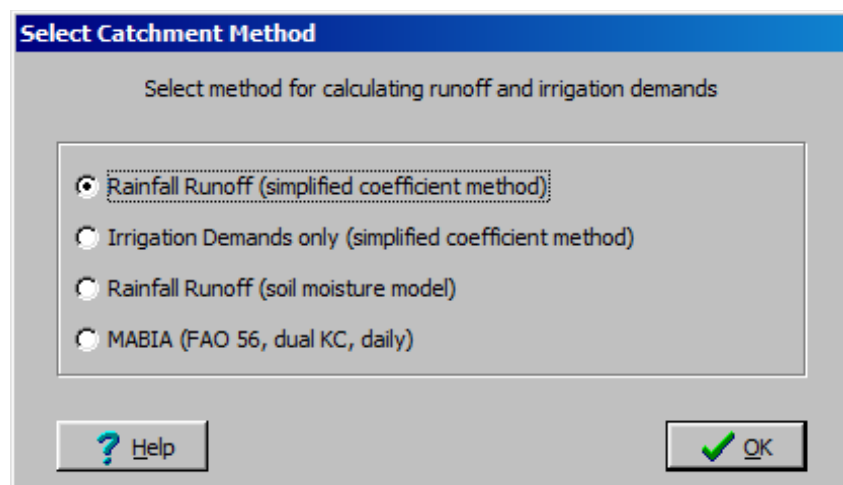 Select Catchment Method
Select method for calculating runoff and irrigation demands
Rainfall Runoff (simplified coefficient method)
Irrigation Demands only (simplified coefficient method)
Rainfall Runoff (soil moisture model)
MABIA (FAO 56, dual KC, daily)
? Help
OK